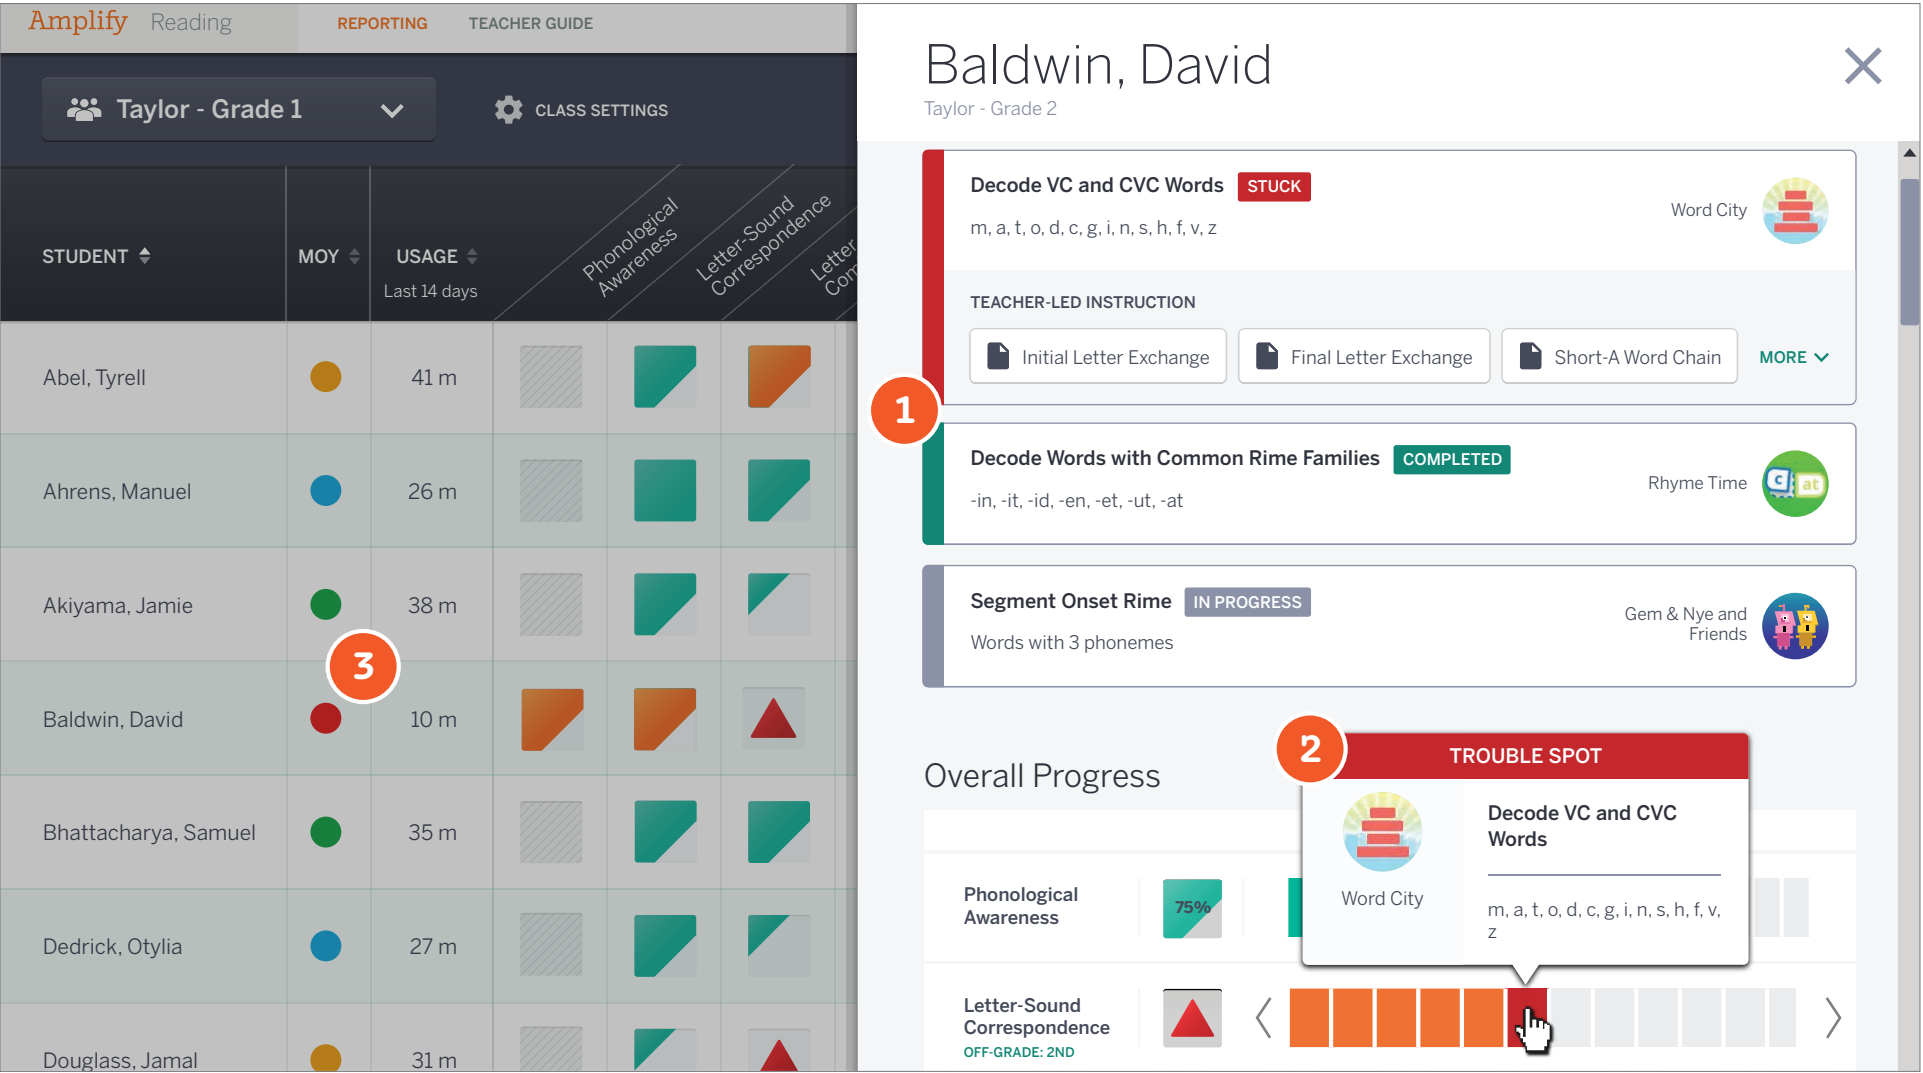 Amplify Reading
REPORTING
TEACHER GUIDE
Taylor - Grade 1
CLASS SETTINGS
STUDENT
MOY
USAGE
Last 14 days
Phonological
Awareness
Letter-Sound
Correspondence
Letter
Abel, Tyrell
41 m
Ahrens, Manuel
26 m
Akiyama, Jamie
38 m
3
Baldwin, David
10 m
Bhattacharya, Samuel
35 m
Dedrick, Otylia
27 m
Douglass, Jamal
31 m
Baldwin, David
Taylor - Grade 2
Decode VC and CVC Words STUCK
m, a, t, o, d, c, g, i, n, s, h, f, v, z
Word City
TEACHER-LED INSTRUCTION
Initial Letter Exchange
Final Letter Exchange
Short-A Word Chain
MORE
1
Decode Words with Common Rime Families COMPLETED
-in, -it, -id, -en, -et, -ut, -at
Rhyme Time
c at
Segment Onset Rime IN PROGRESS
Words with 3 phonemes
Gem & Nye and
Friends
Overall Progress
2
TROUBLE SPOT
Decode VC and CVC
Words
Word City
m, a, t, o, d, c, g, i, n, s, h, f, v,
z
Phonological
Awareness
75%
Letter-Sound
Correspondence
OFF-GRADE: 2ND